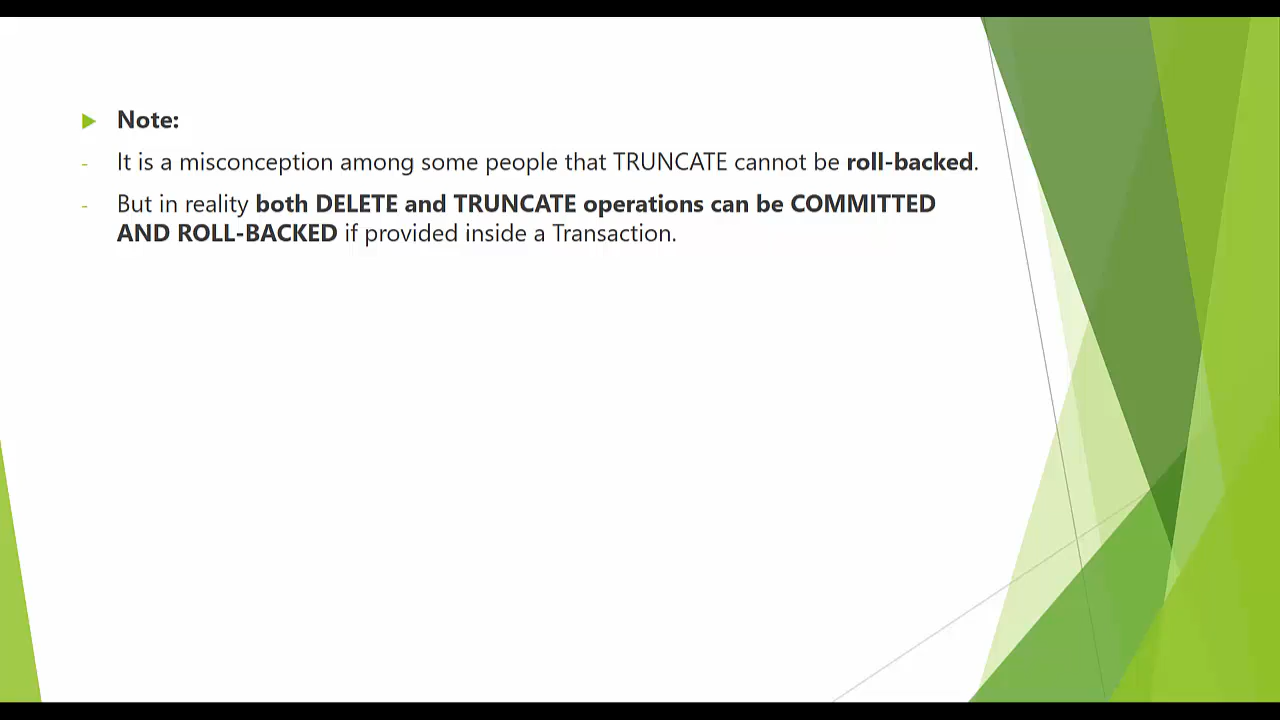 Note:
- It is a misconception among some people that TRUNCATE cannot be roll-backed.
- But in reality both DELETE and TRUNCATE operations can be COMMITTED
AND ROLL-BACKED if provided inside a Transaction.